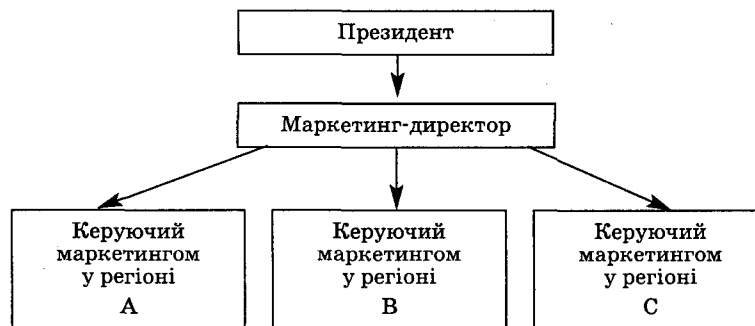 Президент
Маркетинг-директор
Керуючий
маркетингом
у регіоні
А
Керуючий
маркетингом
у регіоні
В
Керуючий
маркетингом
у регіоні
С